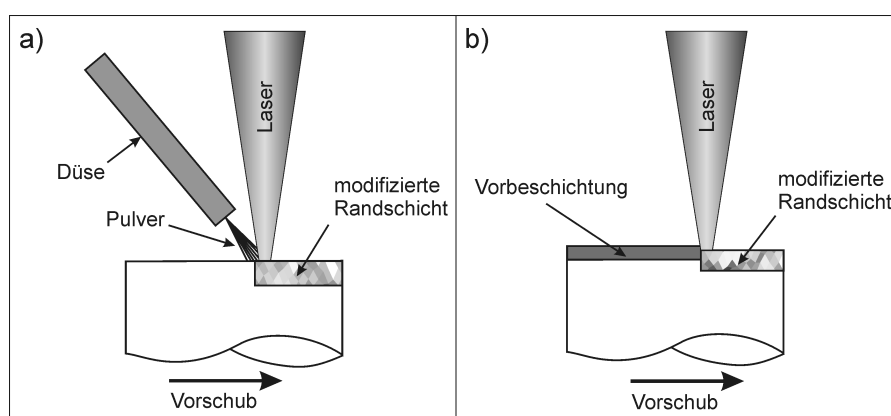 a)
Laser
Düse
Pulver
modifizierte
Randschicht
Vorschub
b)
Laser
Vorbeschichtung
modifizierte
Randschicht
Vorschub